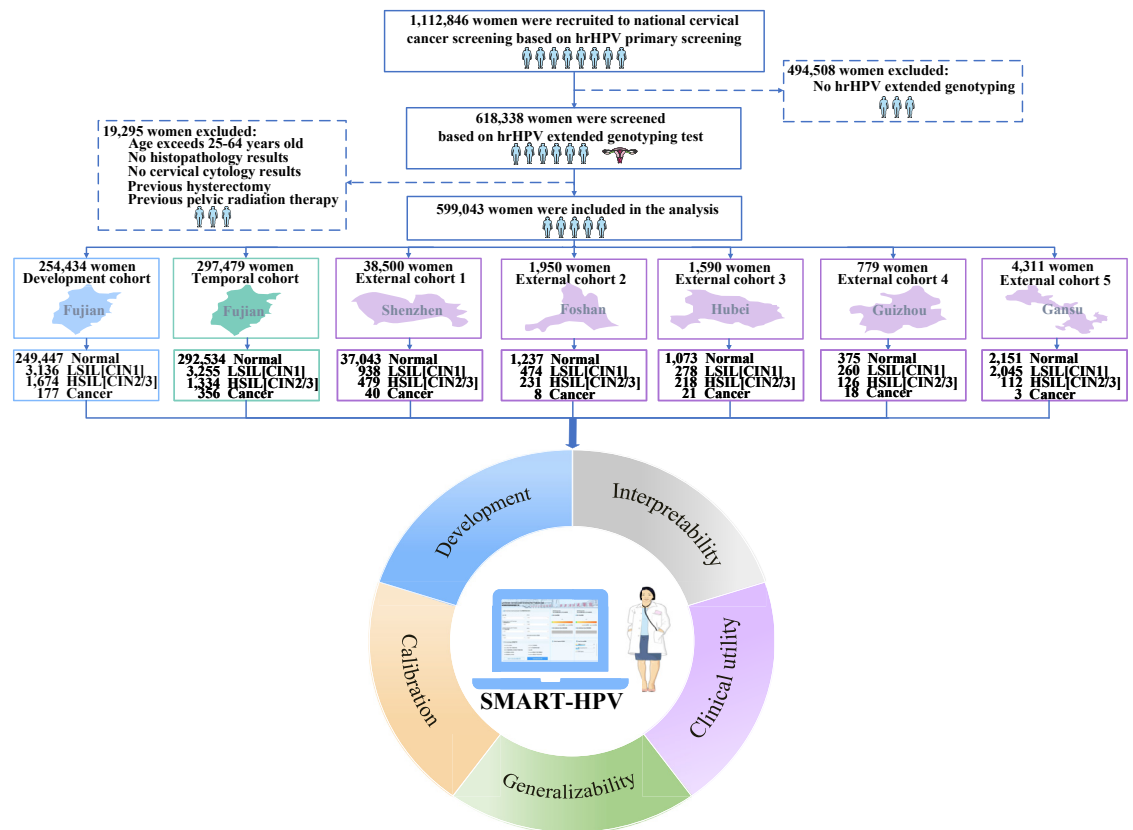 1,112,846 women were recruited to national cervical
cancer screening based on hrHPV primary screening
494,508 women excluded:
No hrHPV extended genotyping
618,338 women were screened
based on hrHPV extended genotyping test
19,295 women excluded:
Age exceeds 25-64 years old
No histopathology results
No cervical cytology results
Previous hysterectomy
Previous pelvic radiation therapy
599,043 women were included in the analysis
254,434 women
Development cohort
Fujian
297,479 women
Temporal cohort
Fujian
38,500 women
External cohort 1
Shenzhen
1,950 women
External cohort 2
Foshan
1,590 women
External cohort 3
Hubei
779 women
External cohort 4
Guizhou
4,311 women
External cohort 5
Gansu
249,447 Normal
3,136 LSIL[CIN1]
1,674 HSIL[CIN2/3]
177 Cancer
292,534 Normal
3,255 LSIL[CIN1]
1,334 HSIL[CIN2/3]
356 Cancer
37,043 Normal
938 LSIL[CIN1]
479 HSIL[CIN2/3]
40 Cancer
1,237 Normal
474 LSIL[CIN1]
231 HSIL[CIN2/3]
8 Cancer
1,073 Normal
278 LSIL[CIN1]
218 HSIL[CIN2/3]
21 Cancer
375 Normal
260 LSIL[CIN1]
126 HSIL[CIN2/3]
18 Cancer
2,151 Normal
2,045 LSIL[CIN1]
112 HSIL[CIN2/3]
3 Cancer
Development
Interpretability
Calibration
Clinical utility
SMART-HPV
Generalizability